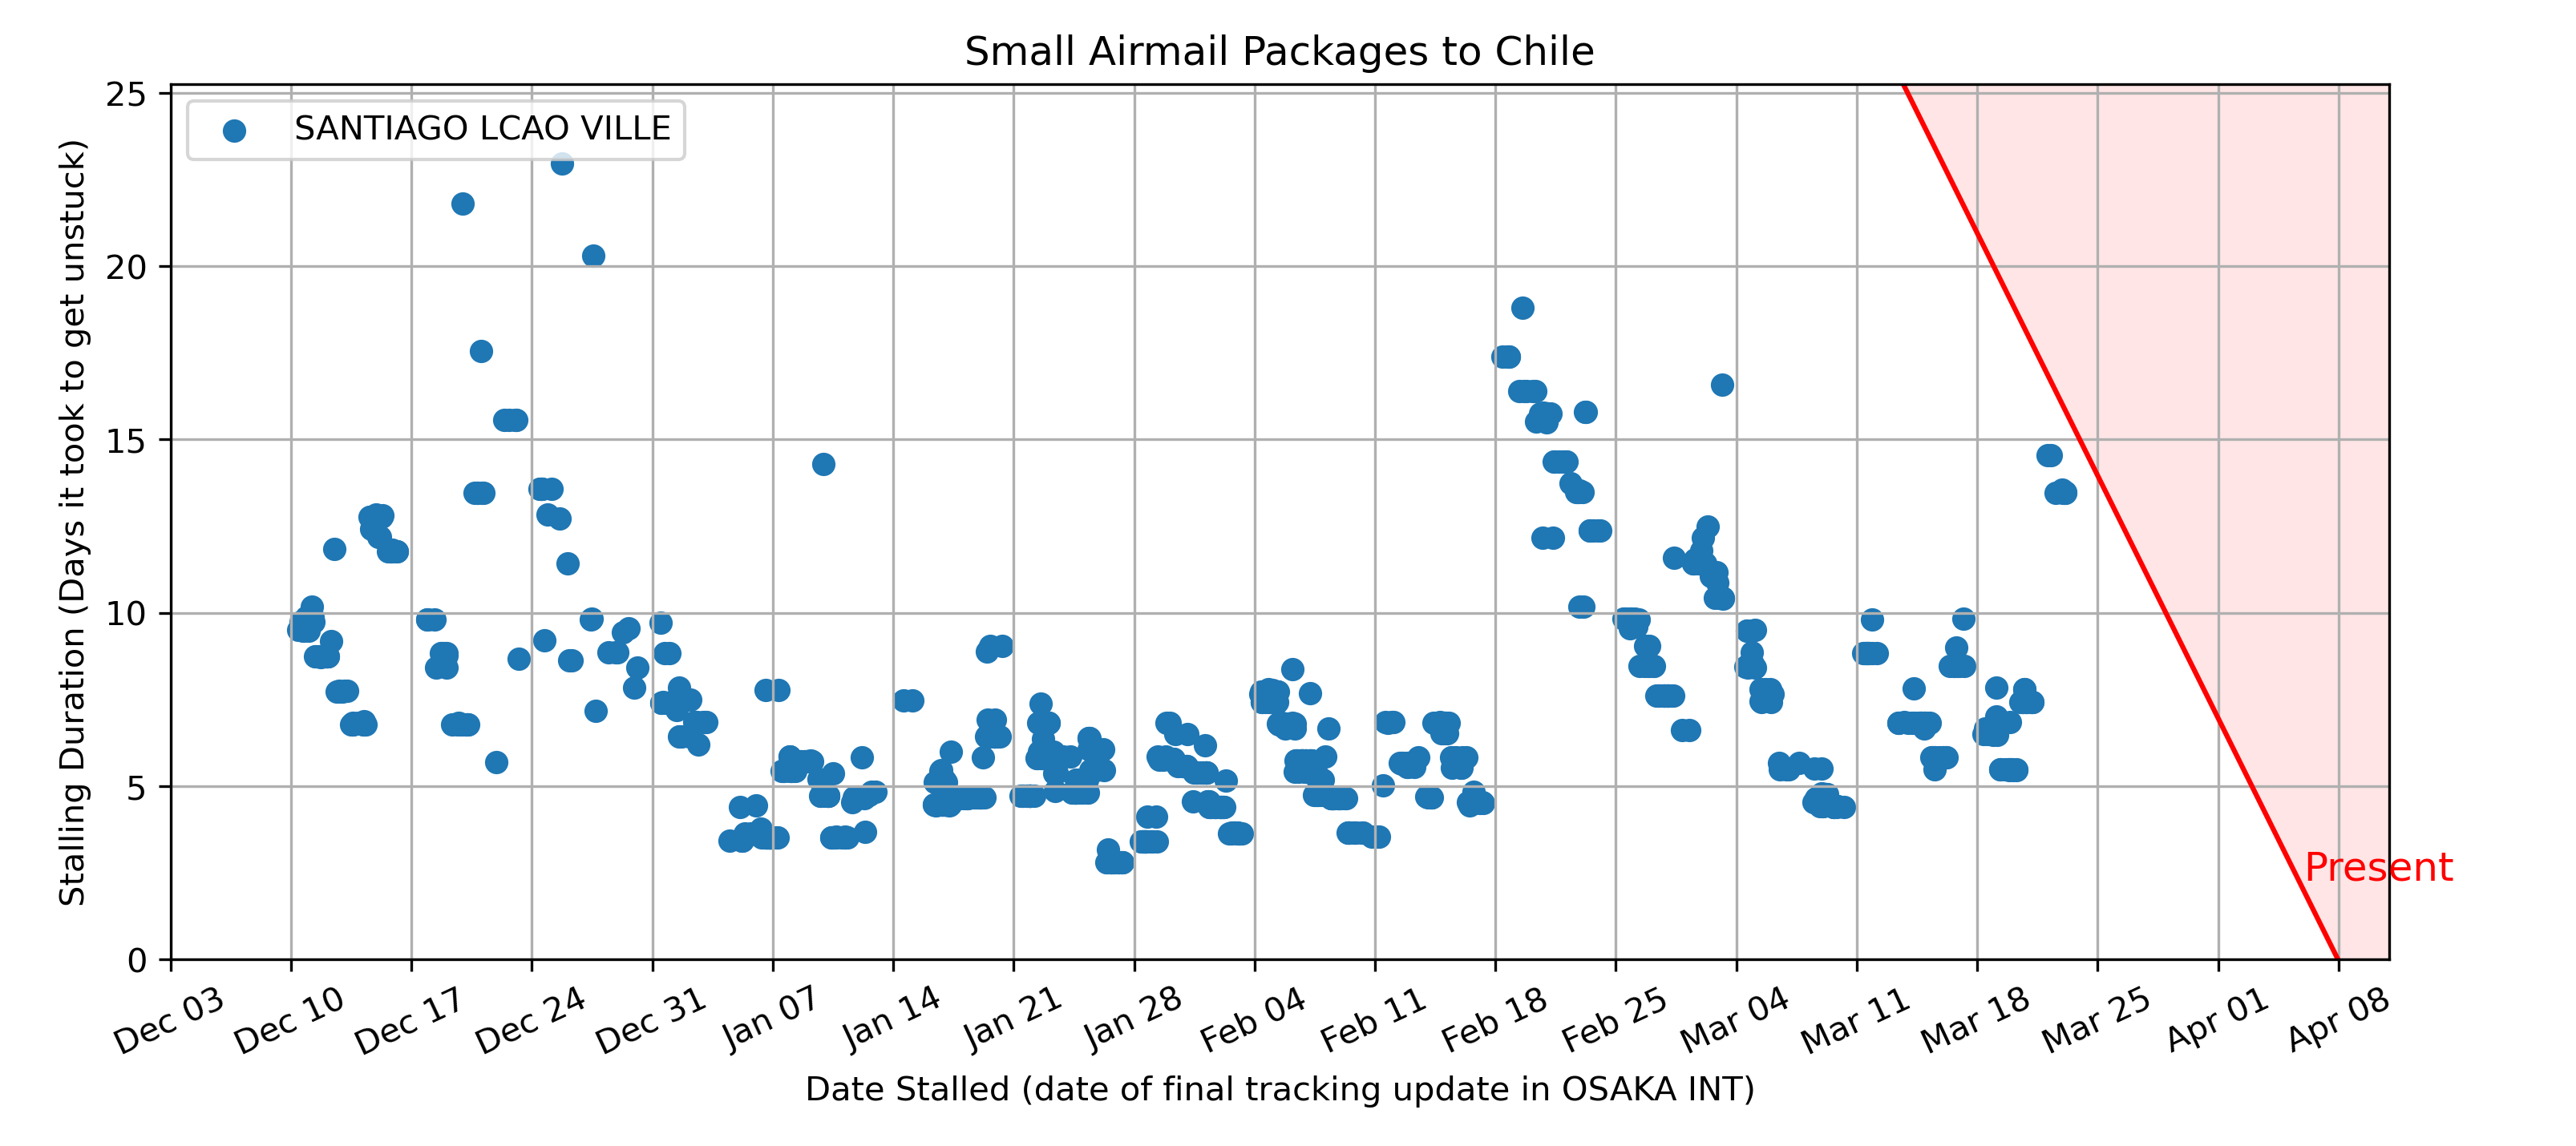 Small Airmail Packages to Chile
SANTIAGO LCAO VILLE
Stalling Duration (Days it took to get unstuck)
25
20
15
10
5
0
Present
Dec 03
Dec 10
Dec 17
Dec 24
Dec 31
Jan 07
Jan 14
Jan 21
Jan 28
Feb 04
Feb 11
Feb 18
Feb 25
Mar 04
Mar 11
Mar 18
Mar 25
Apr 01
Apr 08
Date Stalled (date of final tracking update in OSAKA INT)